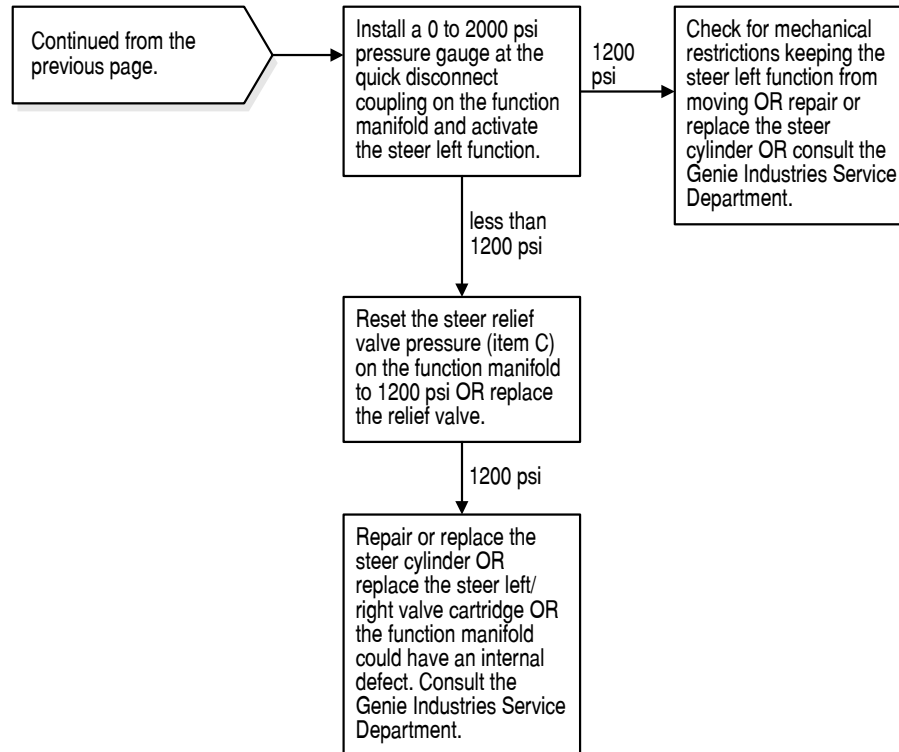 Continued from the
previous page.
Install a 0 to 2000 psi
pressure gauge at the
quick disconnect
coupling on the function
manifold and activate
the steer left function.
1200
psi
Check for mechanical
restrictions keeping the
steer left function from
moving OR repair or
replace the steer
cylinder OR consult the
Genie Industries Service
Department.
less than
1200 psi
Reset the steer relief
valve pressure (item C)
on the function manifold
to 1200 psi OR replace
the relief valve.
1200 psi
Repair or replace the
steer cylinder OR
replace the steer left/
right valve cartridge OR
the function manifold
could have an internal
defect. Consult the
Genie Industries Service
Department.